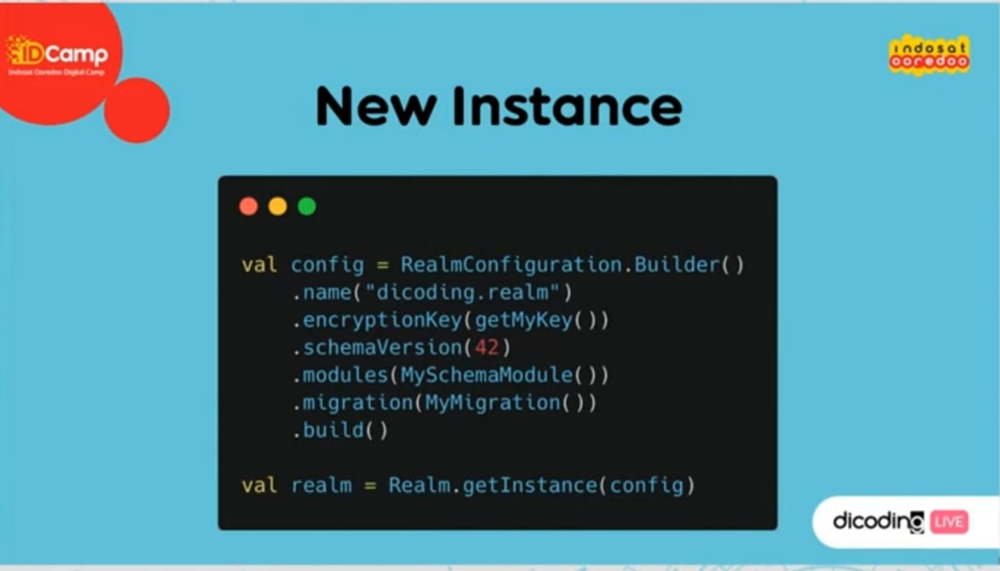 IDCamp
Indosat Ooredoo Digital Camp
indosat
ooredoo
New Instance
val config = RealmConfiguration.Builder()
    .name("dicoding.realm")
    .encryptionKey(getMyKey())
    .schemaVersion(42)
    .modules(MySchemaModule())
    .migration(MyMigration())
    .build()
val realm = Realm.getInstance(config)
dicoding LIVE